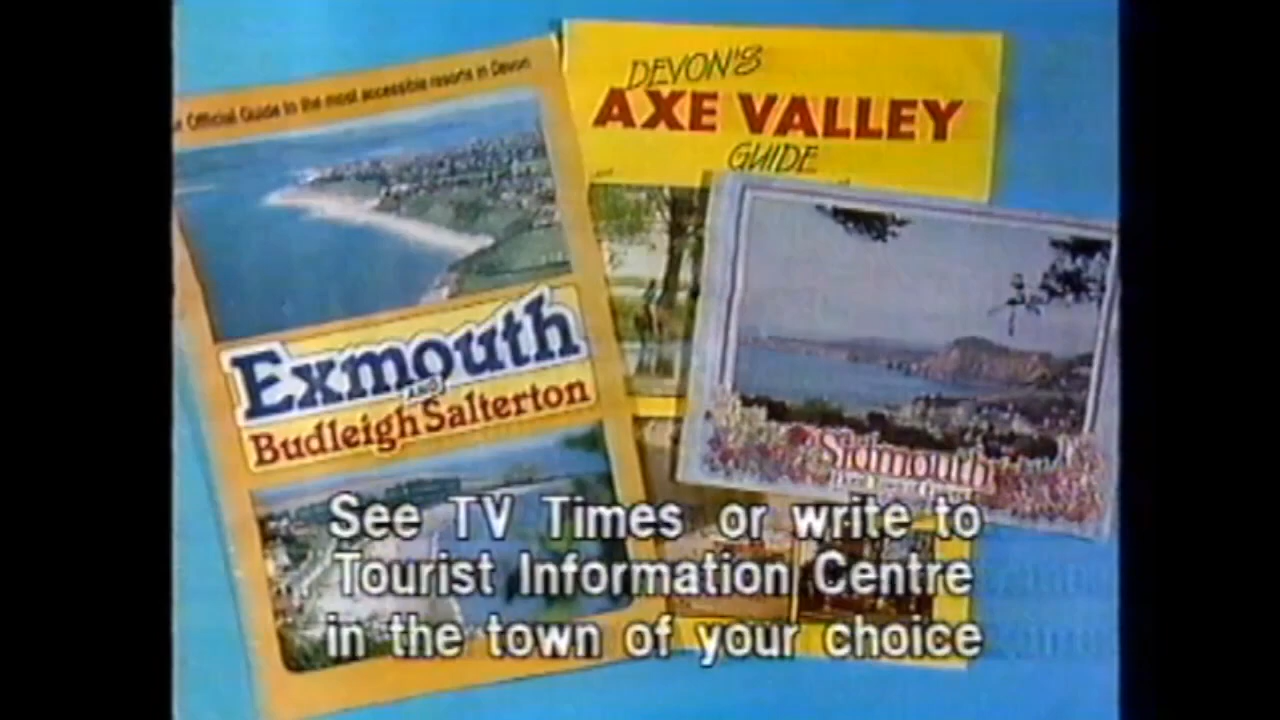 Official Guide to the most accessible resorts in Devon
Exmouth
AND
Budleigh Salterton
DEVON'S
AXE VALLEY
GUIDE
Sidmouth
See TV Times or write to
Tourist Information Centre
in the town of your choice